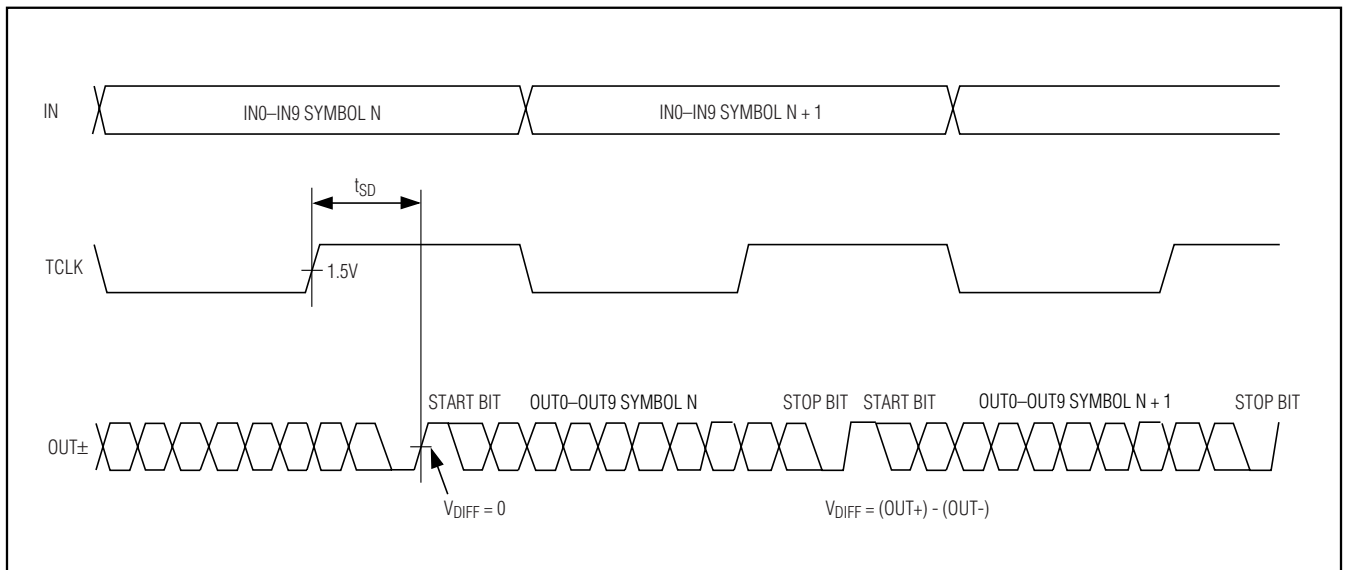 IN
IN0–IN9 SYMBOL N
IN0–IN9 SYMBOL N + 1
tSD
TCLK
1.5V
START BIT
OUT0–OUT9 SYMBOL N
STOP BIT
START BIT
OUT0–OUT9 SYMBOL N + 1
STOP BIT
OUT±
VDIFF = 0
VDIFF = (OUT+) - (OUT-)